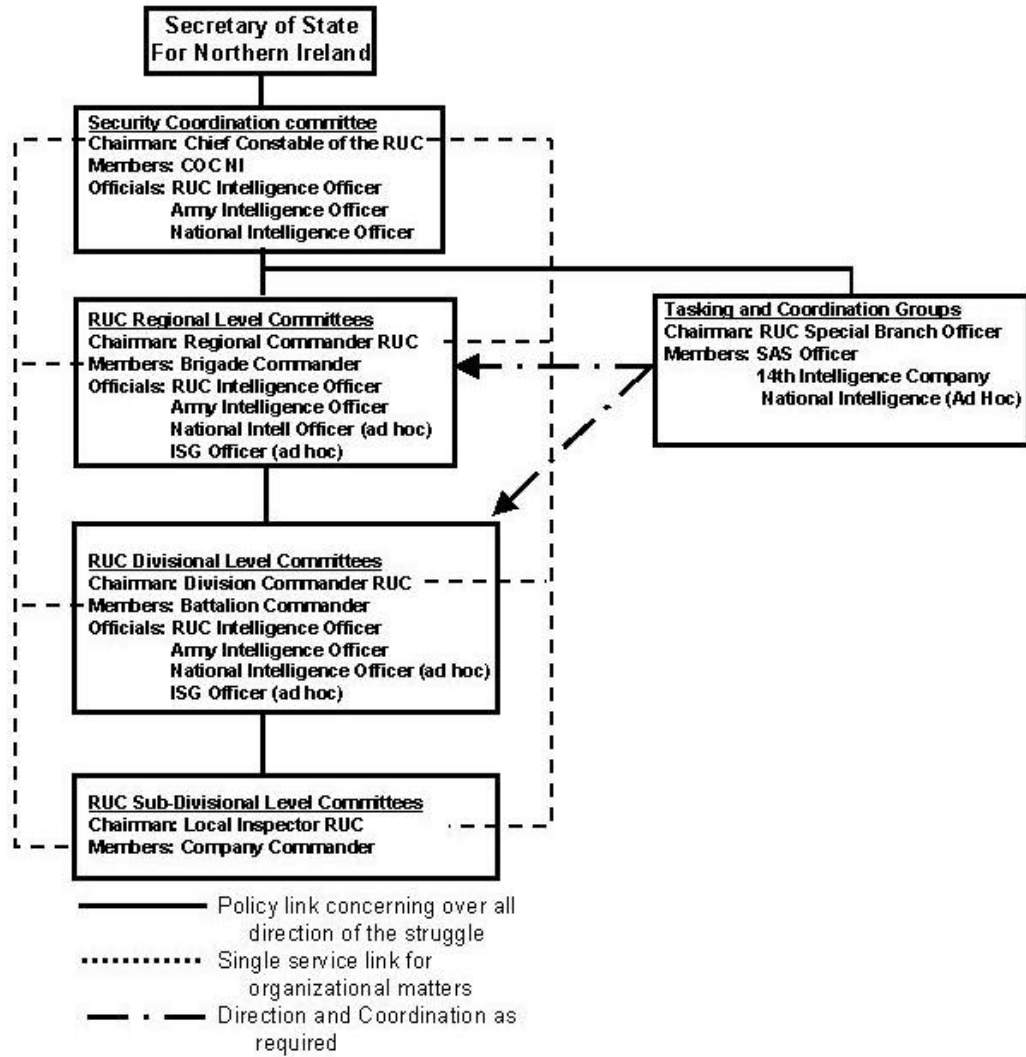 Secretary of State
For Northern Ireland
Security Coordination committee
Chairman: Chief Constable of the RUC
Members: COC NI
Officials: RUC Intelligence Officer
Army Intelligence Officer
National Intelligence Officer
RUC Regional Level Committees
Chairman: Regional Commander RUC
Members: Brigade Commander
Officials: RUC Intelligence Officer
Army Intelligence Officer
National Intell Officer (ad hoc)
ISG Officer (ad hoc)
Tasking and Coordination Groups
Chairman: RUC Special Branch Officer
Members: SAS Officer
14th Intelligence Company
National Intelligence (Ad Hoc)
RUC Divisional Level Committees
Chairman: Division Commander RUC
Members: Battalion Commander
Officials: RUC Intelligence Officer
Army Intelligence Officer
National Intelligence Officer (ad hoc)
ISG Officer (ad hoc)
RUC Sub-Divisional Level Committees
Chairman: Local Inspector RUC
Members: Company Commander
Policy link concerning over all
direction of the struggle
Single service link for
organizational matters
Direction and Coordination as
required